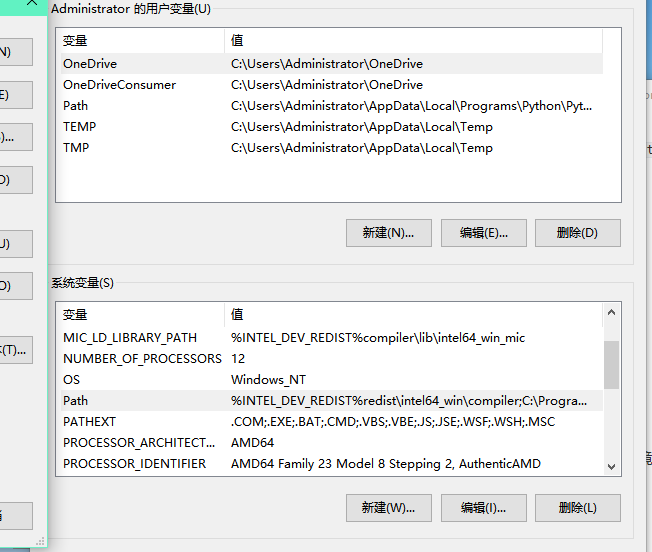 Administrator 的用户变量(U)
变量 值
OneDrive C:\Users\Administrator\OneDrive
OneDriveConsumer C:\Users\Administrator\OneDrive
Path C:\Users\Administrator\AppData\Local\Programs\Python\Pyt...
TEMP C:\Users\Administrator\AppData\Local\Temp
TMP C:\Users\Administrator\AppData\Local\Temp
新建(N)... 编辑(E)... 删除(D)
系统变量(S)
变量 值
MIC_LD_LIBRARY_PATH %INTEL_DEV_REDIST%compiler\lib\intel64_win_mic
NUMBER_OF_PROCESSORS 12
OS Windows_NT
Path %INTEL_DEV_REDIST%redist\intel64_win\compiler;C:\Progra...
PATHEXT .COM;.EXE;.BAT;.CMD;.VBS;.VBE;.JS;.JSE;.WSF;.WSH;.MSC
PROCESSOR_ARCHITECT... AMD64
PROCESSOR_IDENTIFIER AMD64 Family 23 Model 8 Stepping 2, AuthenticAMD
新建(W)... 编辑(I)... 删除(L)